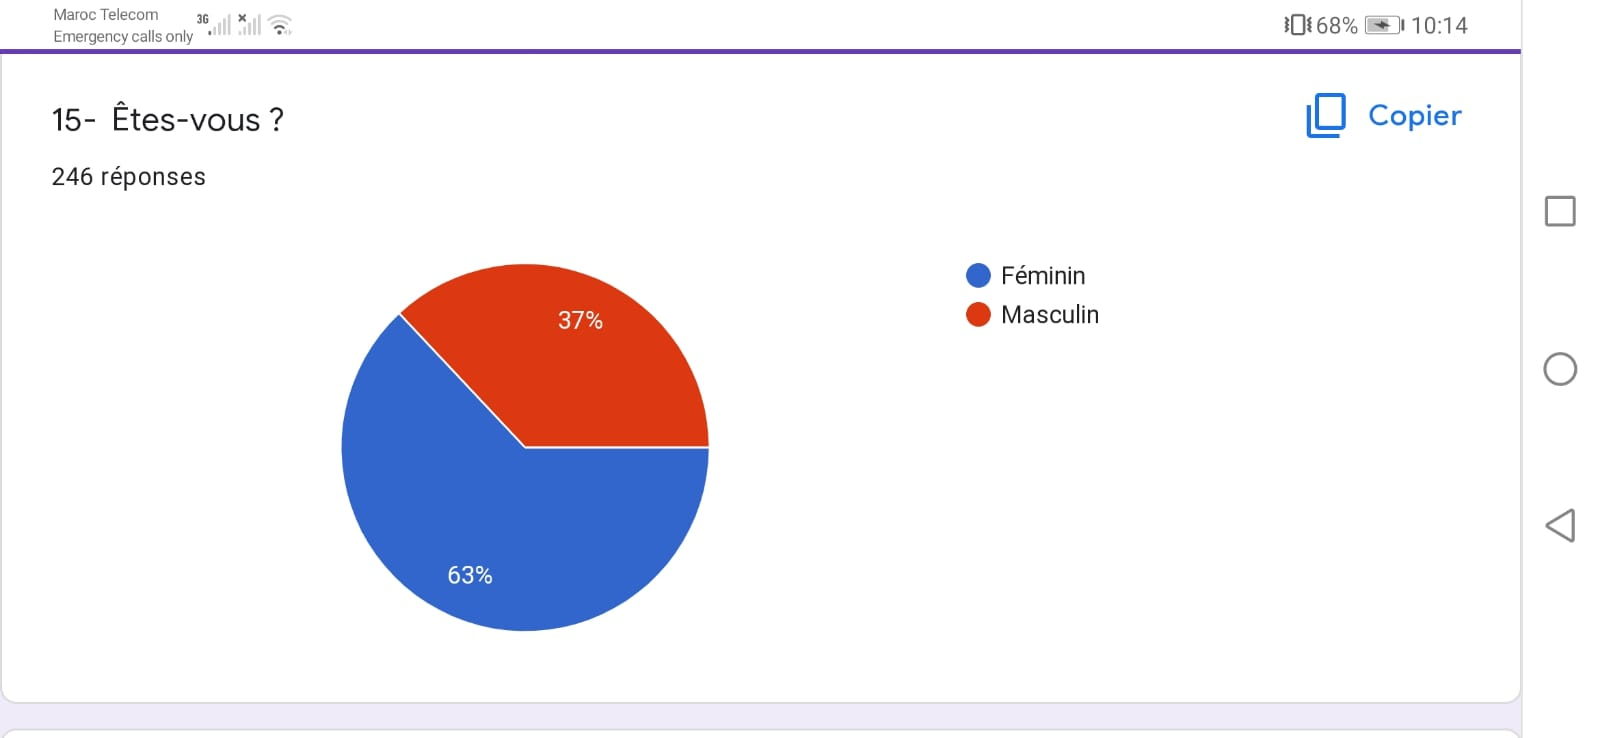 Maroc Telecom
Emergency calls only
3G
68%
10:14
15- Êtes-vous ?
Copier
246 réponses
Féminin
Masculin
37%
63%